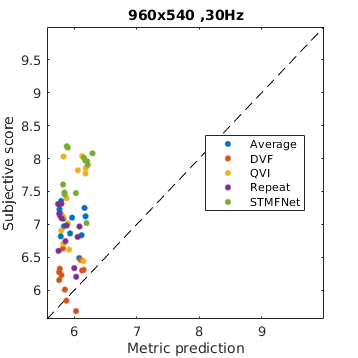 960x540 ,30Hz
Subjective score
9.5
9
8.5
8
7.5
7
6.5
6
Average
DVF
QVI
Repeat
STMFNet
6 7 8 9
Metric prediction